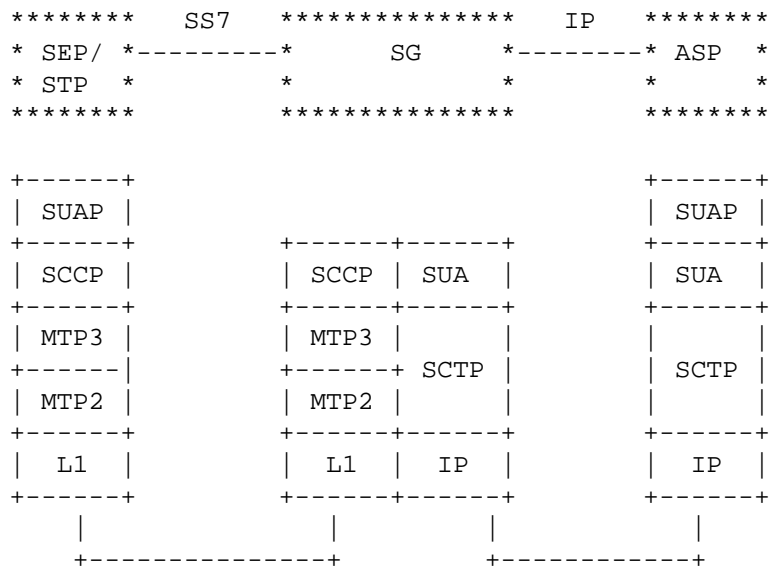 ********   SS7   ***************   IP   ********
* SEP/ *---------*      SG     *--------* ASP  *
* STP  *         *             *        *      *
********         ***************        ********
+------+                                +------+
| SUAP |                                | SUAP |
+------+         +------+------+        +------+
| SCCP |         | SCCP | SUA  |        | SUA  |
+------+         +------+------+        +------+
| MTP3 |         | MTP3 |      |        |      |
+------|         +------+ SCTP |        | SCTP |
| MTP2 |         | MTP2 |      |        |      |
+------+         +------+------+        +------+
|  L1  |         |  L1  |  IP  |        |  IP  |
+------+         +------+------+        +------+
    |               |         |            |
    +---------------+         +------------+